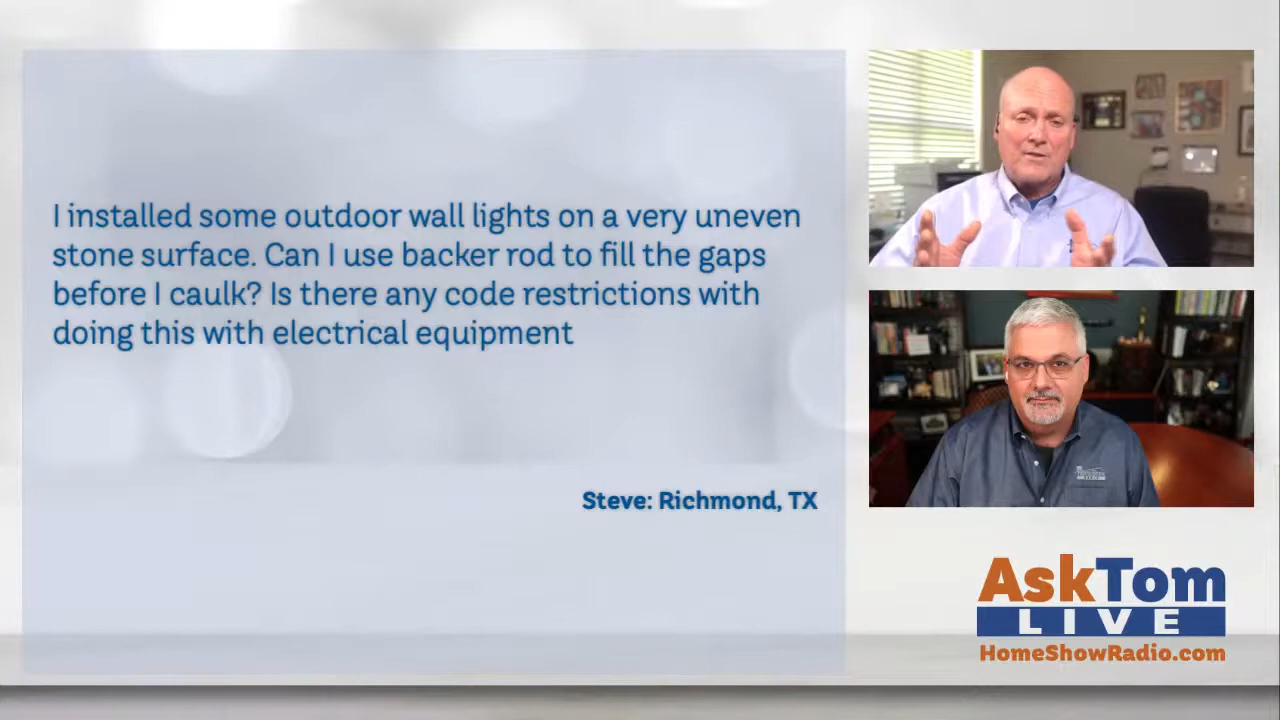 I installed some outdoor wall lights on a very uneven
stone surface. Can I use backer rod to fill the gaps
before I caulk? Is there any code restrictions with
doing this with electrical equipment
Steve: Richmond, TX
AskTom
LIVE
HomeShowRadio.com